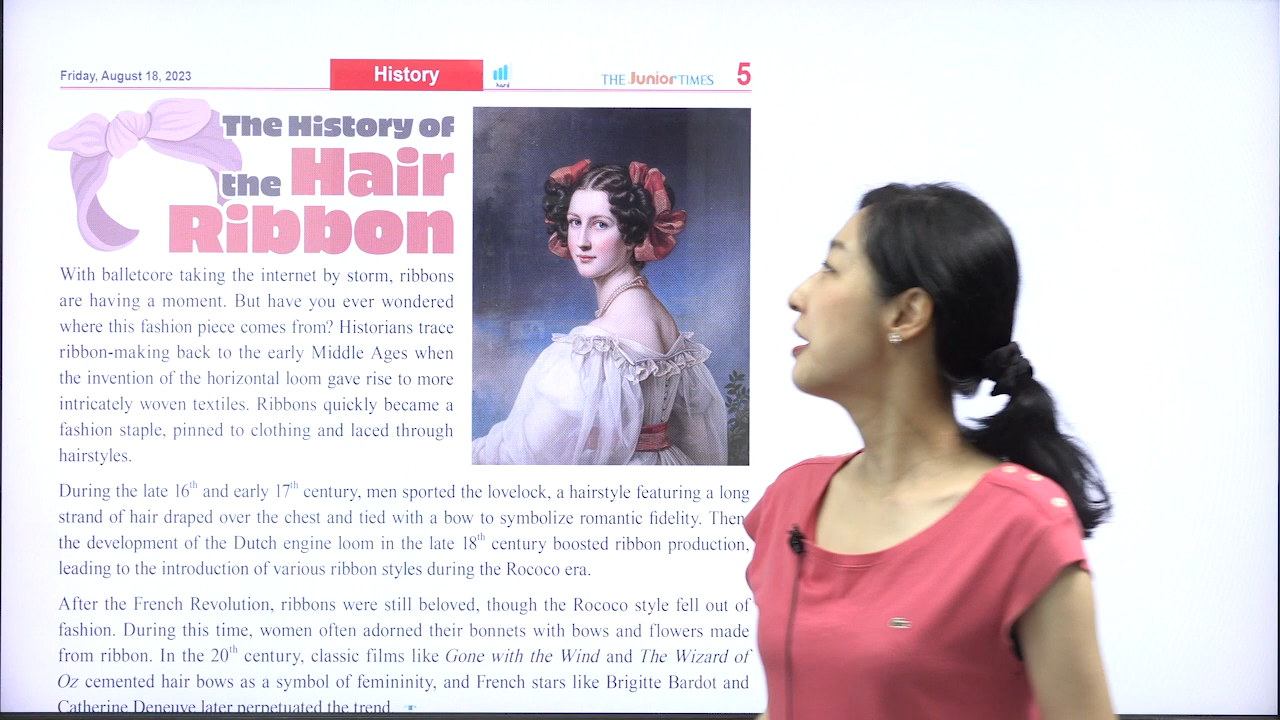 Friday, August 18, 2023
History
hard
THE Junior TIMES
5
The History of
the Hair
Ribbon
With balletcore taking the internet by storm, ribbons
are having a moment. But have you ever wondered
where this fashion piece comes from? Historians trace
ribbon-making back to the early Middle Ages when
the invention of the horizontal loom gave rise to more
intricately woven textiles. Ribbons quickly became a
fashion staple, pinned to clothing and laced through
hairstyles.
During the late 16th and early 17th century, men sported the lovelock, a hairstyle featuring a long
strand of hair draped over the chest and tied with a bow to symbolize romantic fidelity. Then
the development of the Dutch engine loom in the late 18th century boosted ribbon production,
leading to the introduction of various ribbon styles during the Rococo era.
After the French Revolution, ribbons were still beloved, though the Rococo style fell out of
fashion. During this time, women often adorned their bonnets with bows and flowers made
from ribbon. In the 20th century, classic films like Gone with the Wind and The Wizard of
Oz cemented hair bows as a symbol of femininity, and French stars like Brigitte Bardot and
Catherine Deneuve later perpetuated the trend.